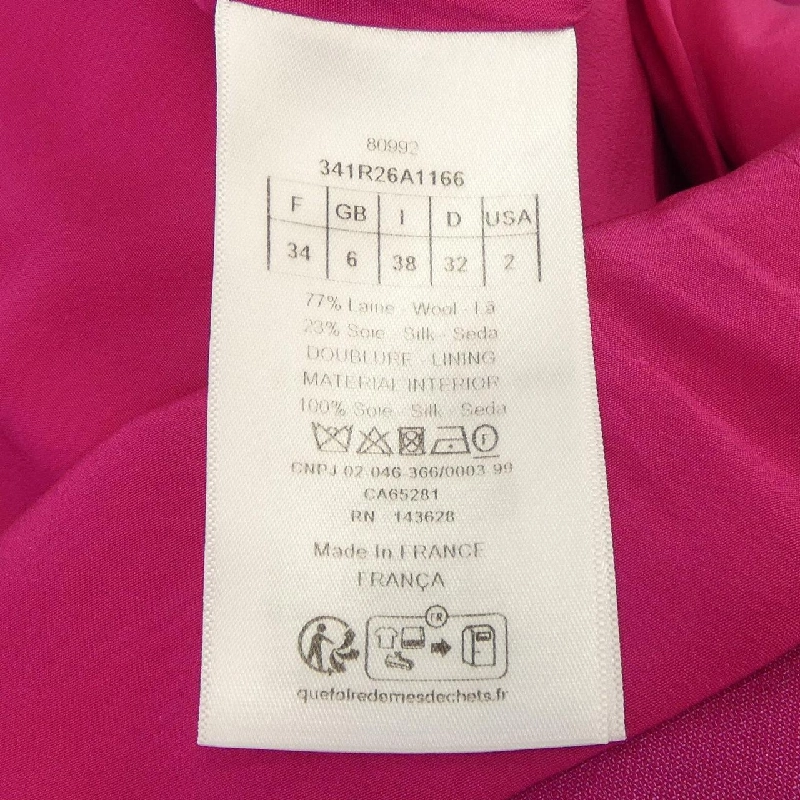 80992
341R26A1166
F GB I D USA
34 6 38 32 2
77% Laine - Wool - Lã
23% Soie - Silk - Seda
DOUBLURE - LINING
MATERIAL INTERIOR
100% Soie - Silk - Seda
F
CNPJ 02 046 366/0003 99
CA65281
RN - 143628
Made In FRANCE
FRANÇA
FR
quefairedemesdechets.fr